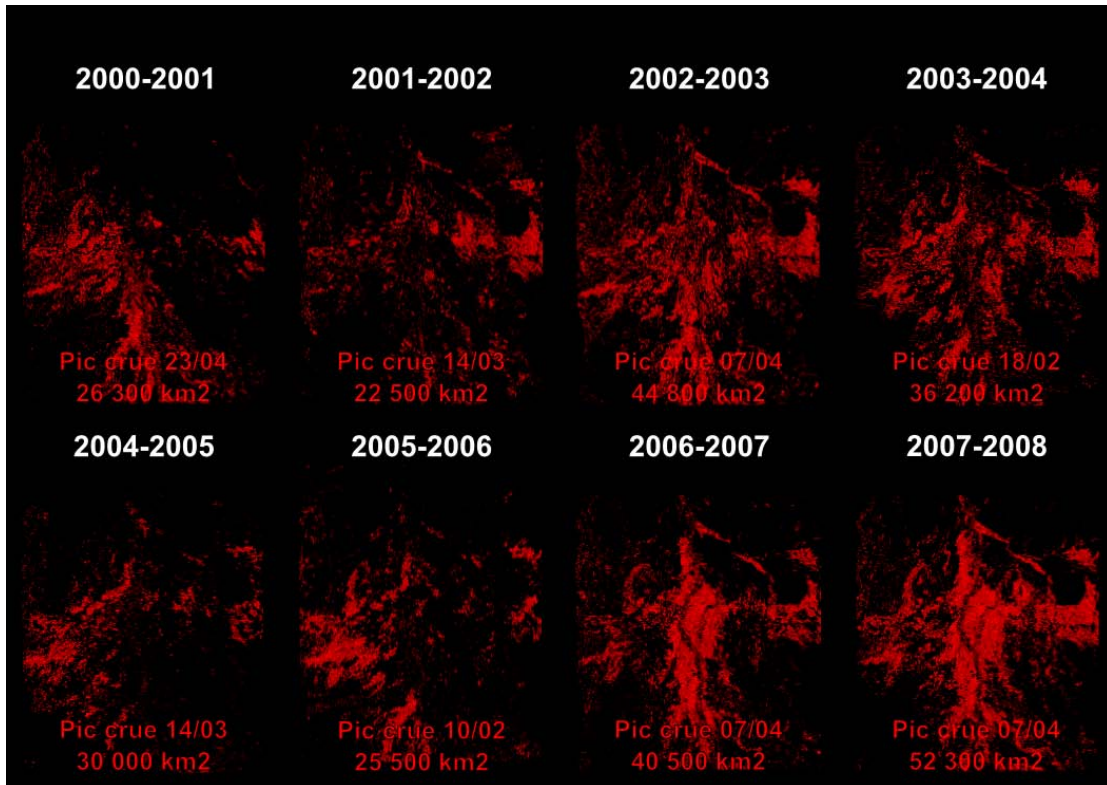 2000-2001
2001-2002
2002-2003
2003-2004
Pic crue 23/04
26 300 km2
Pic crue 14/03
22 500 km2
Pic crue 07/04
44 800 km2
Pic crue 18/02
36 200 km2
2004-2005
2005-2006
2006-2007
2007-2008
Pic crue 14/03
30 000 km2
Pic crue 10/02
25 500 km2
Pic crue 07/04
40 500 km2
Pic crue 07/04
52 300 km2